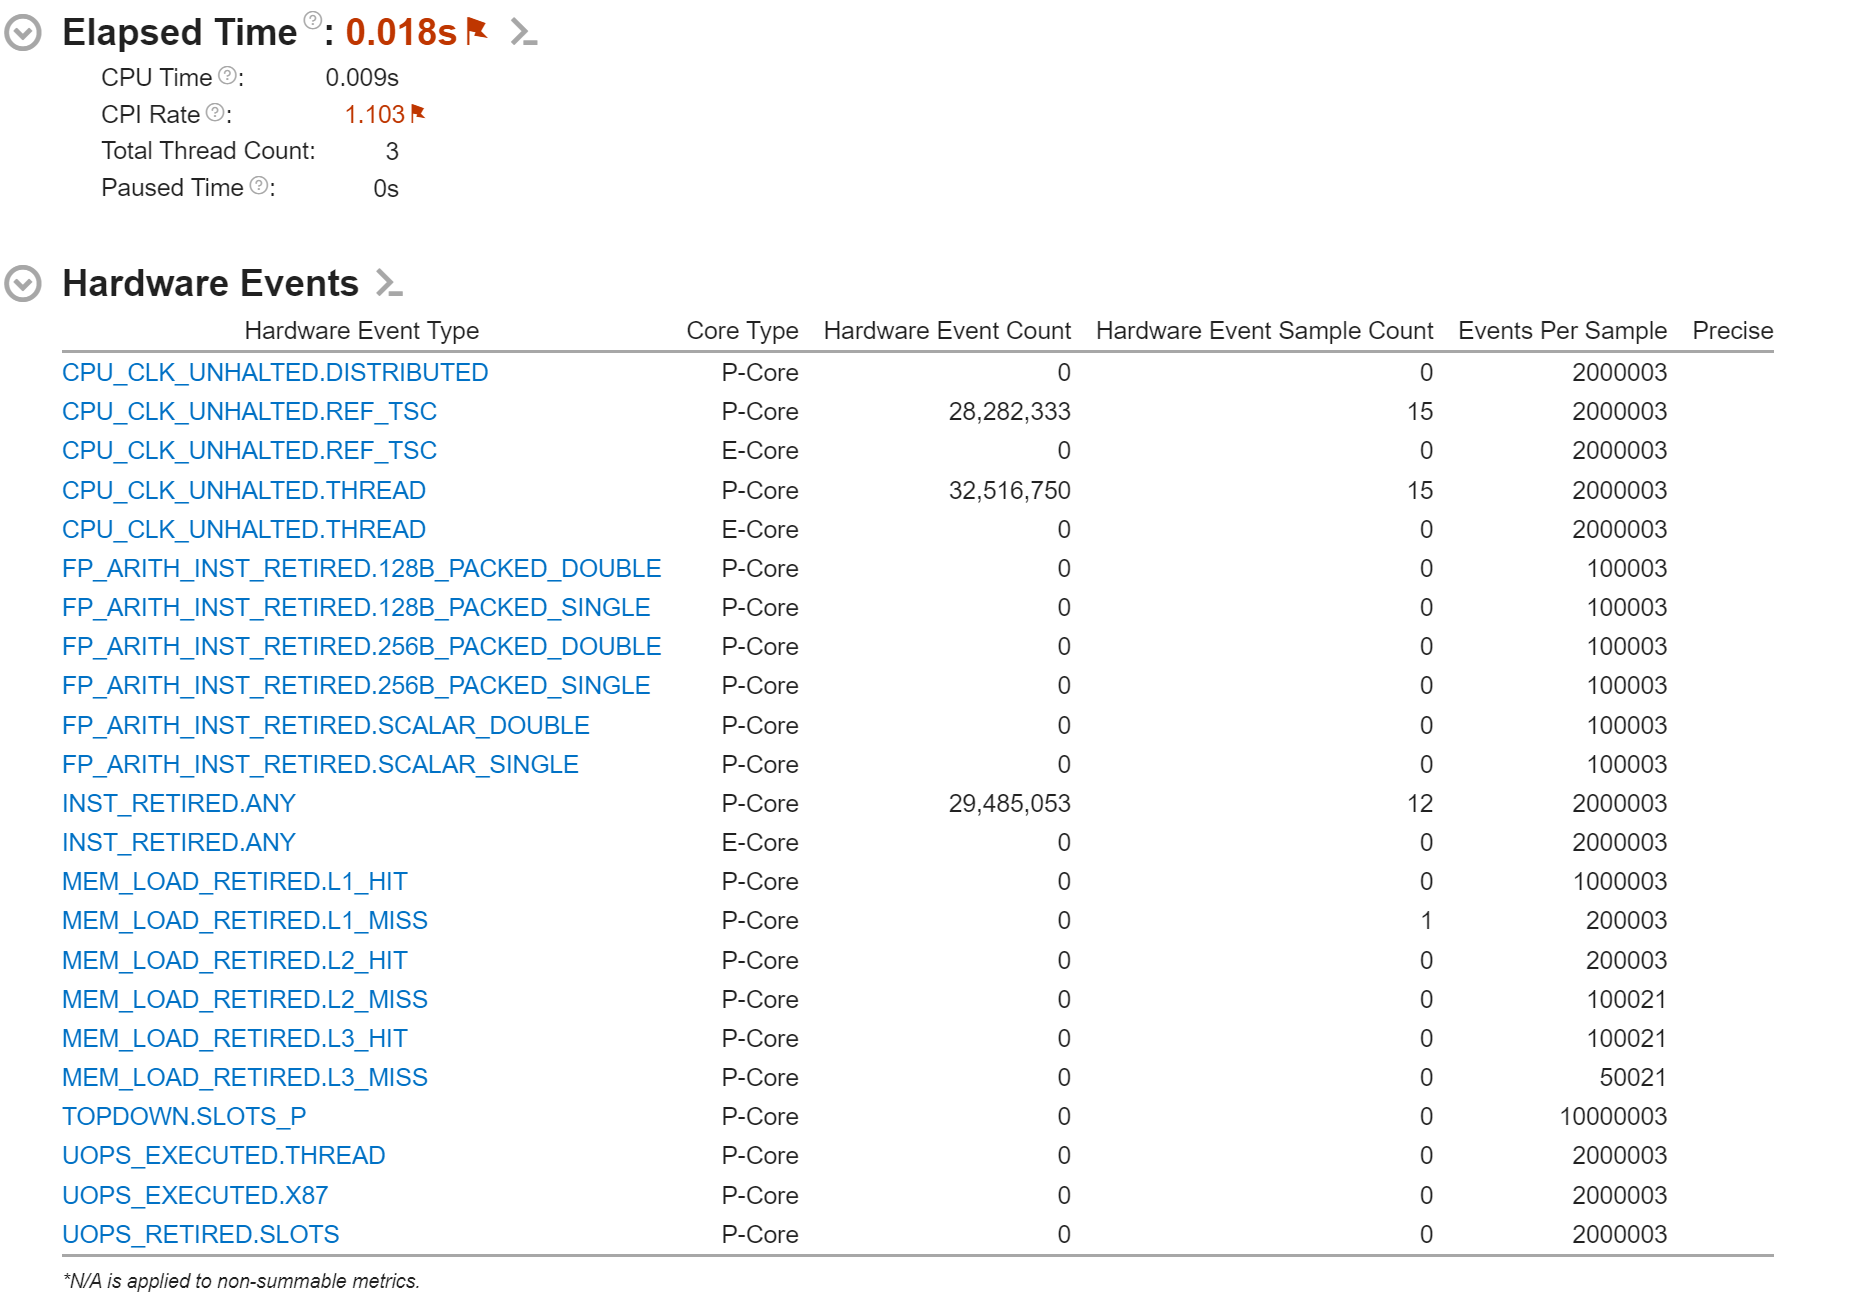 Elapsed Time ?: 0.018s
CPU Time ?: 0.009s
CPI Rate ?: 1.103
Total Thread Count: 3
Paused Time ?: 0s
Hardware Events
Hardware Event Type Core Type Hardware Event Count Hardware Event Sample Count Events Per Sample Precise
CPU_CLK_UNHALTED.DISTRIBUTED P-Core 0 0 2000003
CPU_CLK_UNHALTED.REF_TSC P-Core 28,282,333 15 2000003
CPU_CLK_UNHALTED.REF_TSC E-Core 0 0 2000003
CPU_CLK_UNHALTED.THREAD P-Core 32,516,750 15 2000003
CPU_CLK_UNHALTED.THREAD E-Core 0 0 2000003
FP_ARITH_INST_RETIRED.128B_PACKED_DOUBLE P-Core 0 0 100003
FP_ARITH_INST_RETIRED.128B_PACKED_SINGLE P-Core 0 0 100003
FP_ARITH_INST_RETIRED.256B_PACKED_DOUBLE P-Core 0 0 100003
FP_ARITH_INST_RETIRED.256B_PACKED_SINGLE P-Core 0 0 100003
FP_ARITH_INST_RETIRED.SCALAR_DOUBLE P-Core 0 0 100003
FP_ARITH_INST_RETIRED.SCALAR_SINGLE P-Core 0 0 100003
INST_RETIRED.ANY P-Core 29,485,053 12 2000003
INST_RETIRED.ANY E-Core 0 0 2000003
MEM_LOAD_RETIRED.L1_HIT P-Core 0 0 1000003
MEM_LOAD_RETIRED.L1_MISS P-Core 0 1 200003
MEM_LOAD_RETIRED.L2_HIT P-Core 0 0 200003
MEM_LOAD_RETIRED.L2_MISS P-Core 0 0 100021
MEM_LOAD_RETIRED.L3_HIT P-Core 0 0 100021
MEM_LOAD_RETIRED.L3_MISS P-Core 0 0 50021
TOPDOWN.SLOTS_P P-Core 0 0 10000003
UOPS_EXECUTED.THREAD P-Core 0 0 2000003
UOPS_EXECUTED.X87 P-Core 0 0 2000003
UOPS_RETIRED.SLOTS P-Core 0 0 2000003
*N/A is applied to non-summable metrics.